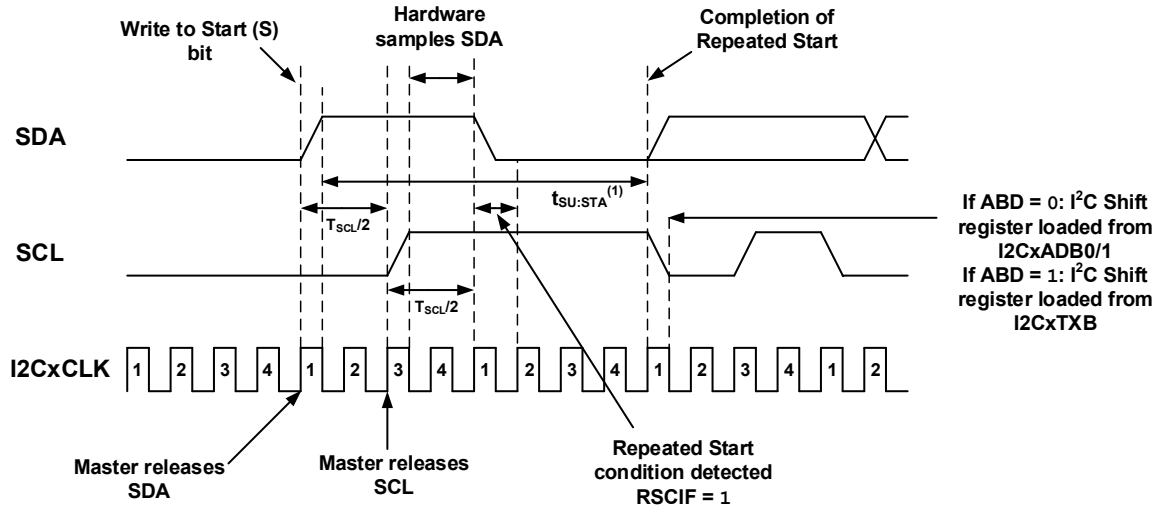 Write to Start (S)
bit
Hardware
samples SDA
Completion of
Repeated Start
SDA
tSU:STA(1)
TSCL/2
SCL
TSCL/2
If ABD = 0: I2C Shift
register loaded from
I2CxADB0/1
If ABD = 1: I2C Shift
register loaded from
I2CxTXB
I2CxCLK
1 2 3 4 1 2 3 4 1 2 3 4 1 2 3 4 1 2
Master releases
SDA
Master releases
SCL
Repeated Start
condition detected
RSCIF = 1